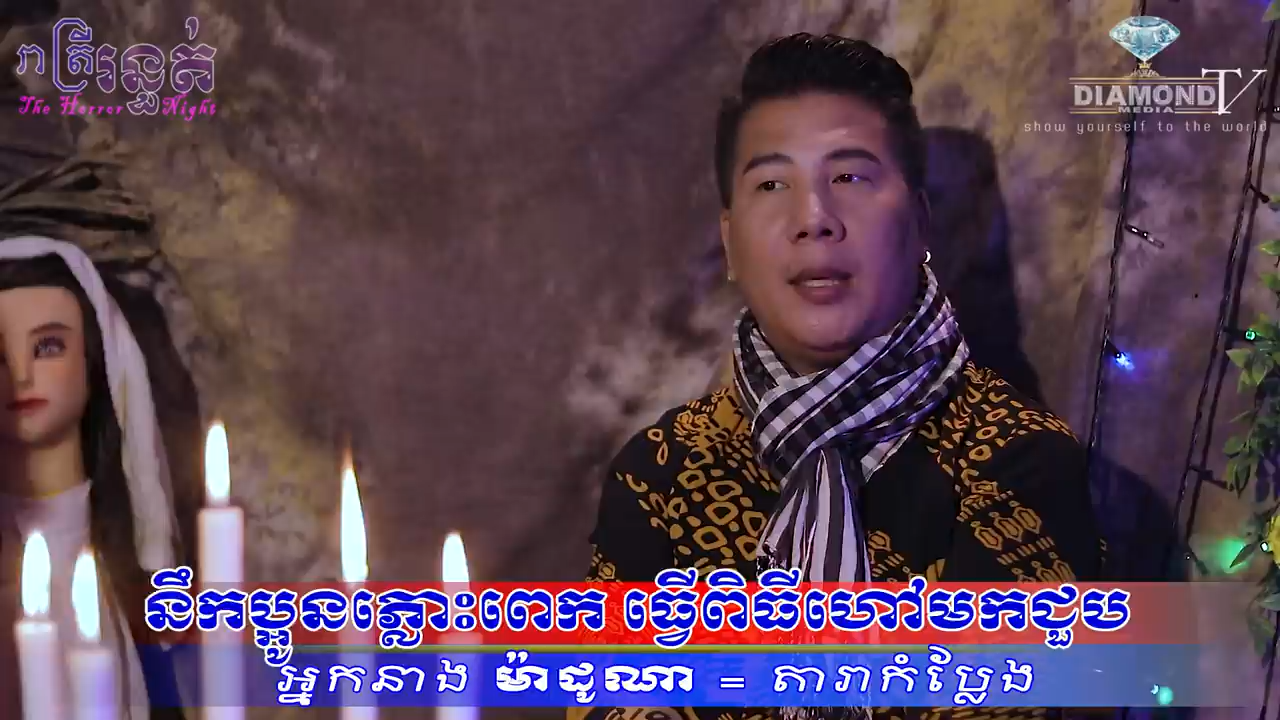 រាត្រីរន្ធត់
The Horror Night
DIAMOND TV
MEDIA
show yourself to the world
នឹកប្អូនភ្លោះពេក ធ្វើពិធីហៅមកជួប
អ្នកនាង ម៉ាដូណា = តារាកំប្លែង